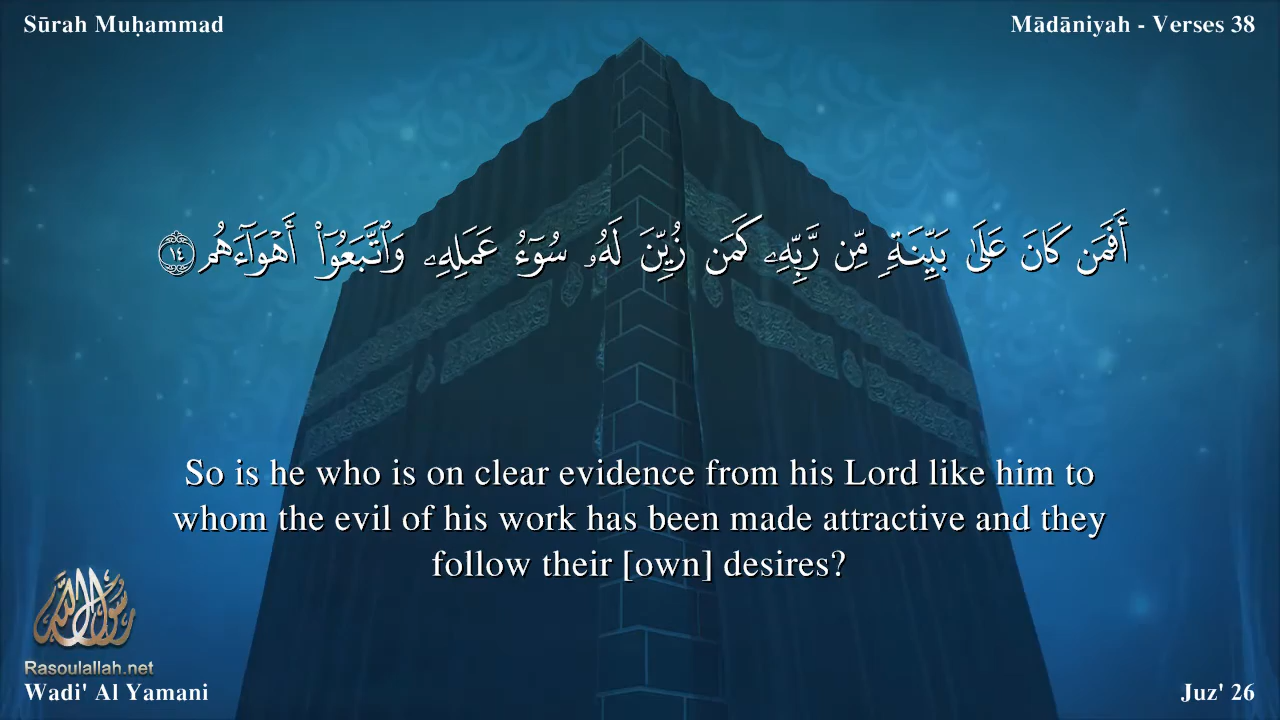 Sūrah Muḥammad
Mādāniyah - Verses 38
أَفَمَن كَانَ عَلَىٰ بَيِّنَةٍۢ مِّن رَّبِّهِۦ كَمَن زُيِّنَ لَهُۥ سُوٓءُ عَمَلِهِۦ وَٱتَّبَعُوٓا۟ أَهْوَآءَهُم ١٤
So is he who is on clear evidence from his Lord like him to
whom the evil of his work has been made attractive and they
follow their [own] desires?
رسول الله
Rasoulallah.net
Wadi' Al Yamani
Juz' 26